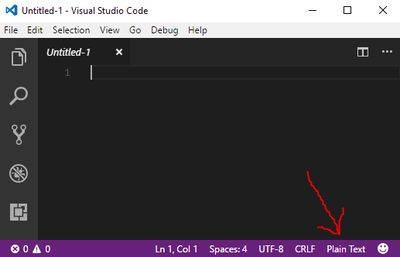 Untitled-1 - Visual Studio Code
File Edit Selection View Go Debug Help
Untitled-1
1
0 0 Ln 1, Col 1 Spaces: 4 UTF-8 CRLF Plain Text